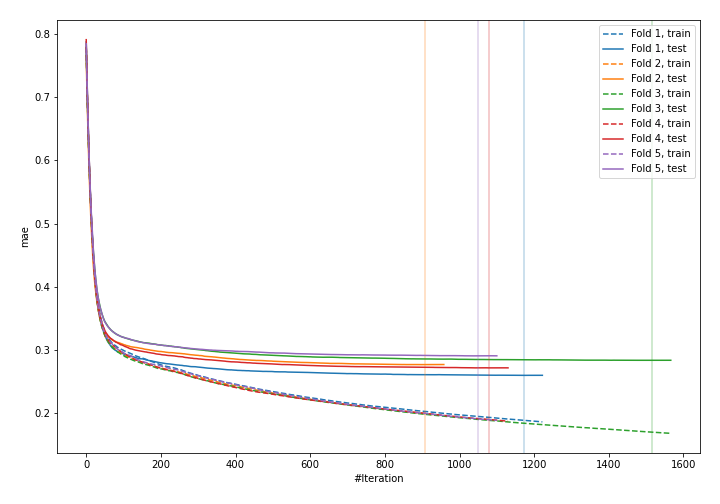 0.8
0.7
0.6
0.5
0.4
0.3
0.2
mae
0
200
400
600
800
1000
1200
1400
1600
#Iteration
Fold 1, train
Fold 1, test
Fold 2, train
Fold 2, test
Fold 3, train
Fold 3, test
Fold 4, train
Fold 4, test
Fold 5, train
Fold 5, test